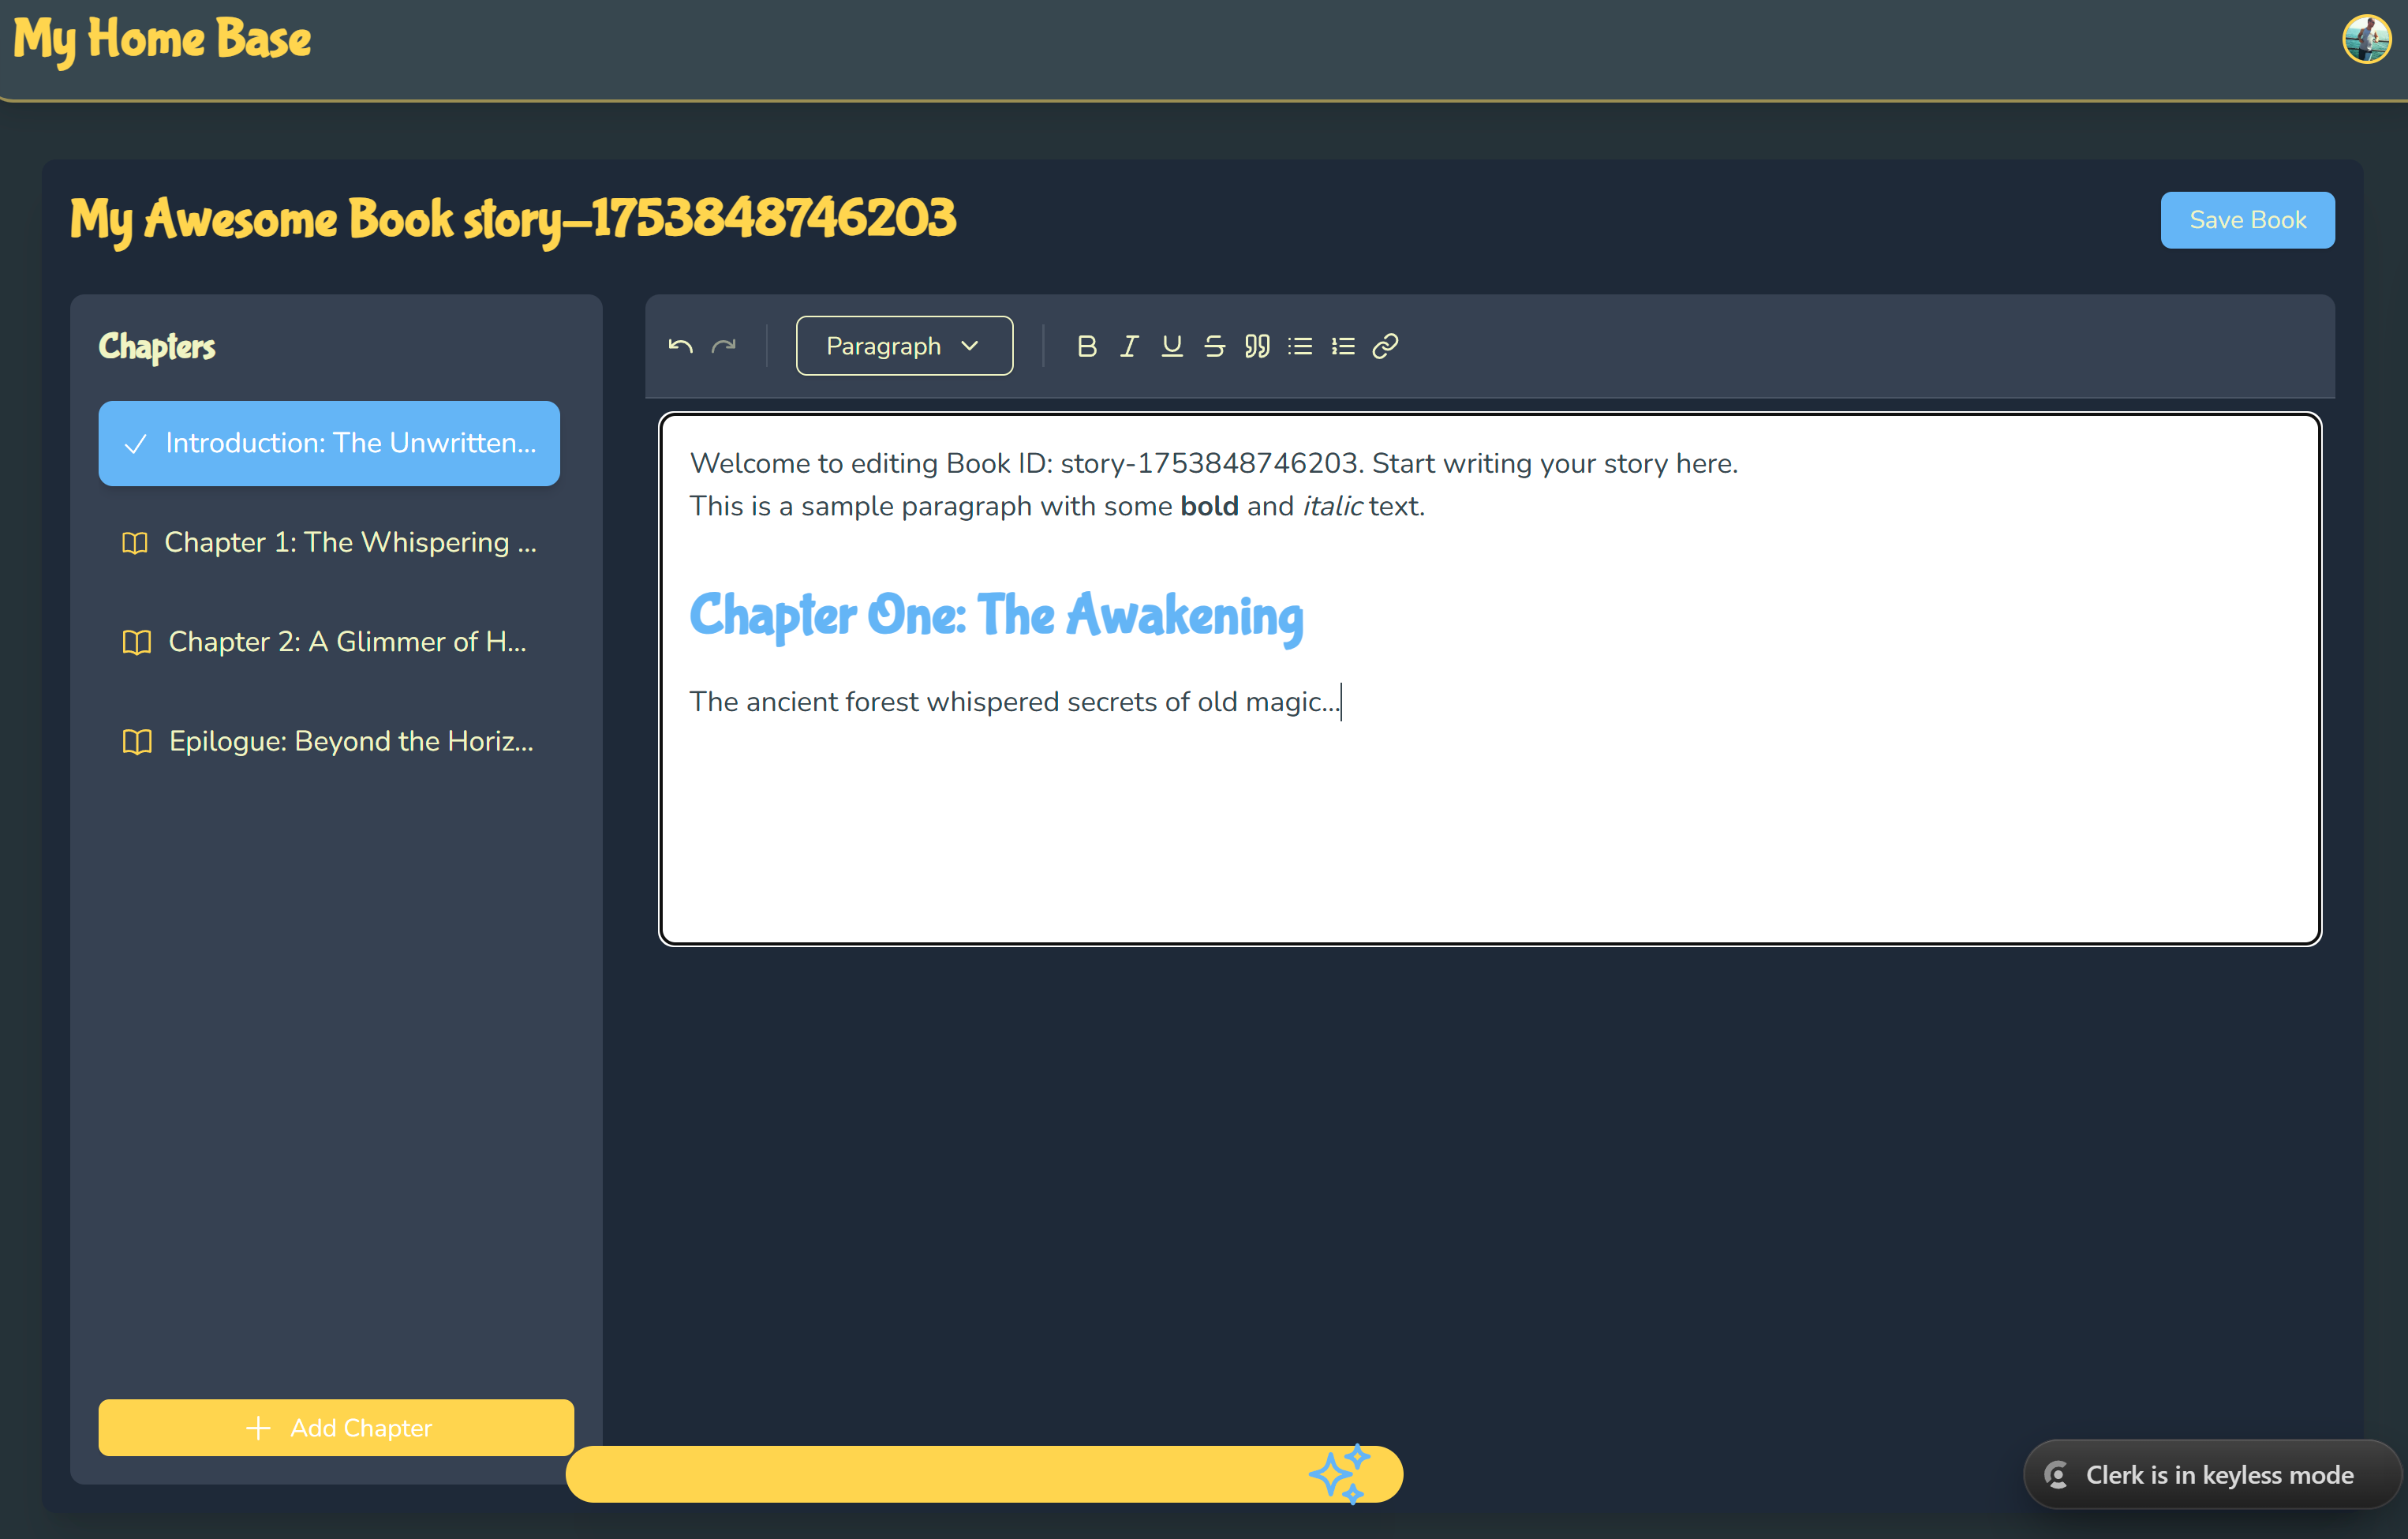 My Home Base
My Awesome Book story-1753848746203
Save Book
Chapters
Paragraph
Introduction: The Unwritten...
Chapter 1: The Whispering ...
Chapter 2: A Glimmer of H...
Epilogue: Beyond the Horiz...
Add Chapter
Welcome to editing Book ID: story-1753848746203. Start writing your story here.
This is a sample paragraph with some bold and italic text.
Chapter One: The Awakening
The ancient forest whispered secrets of old magic...
Clerk is in keyless mode